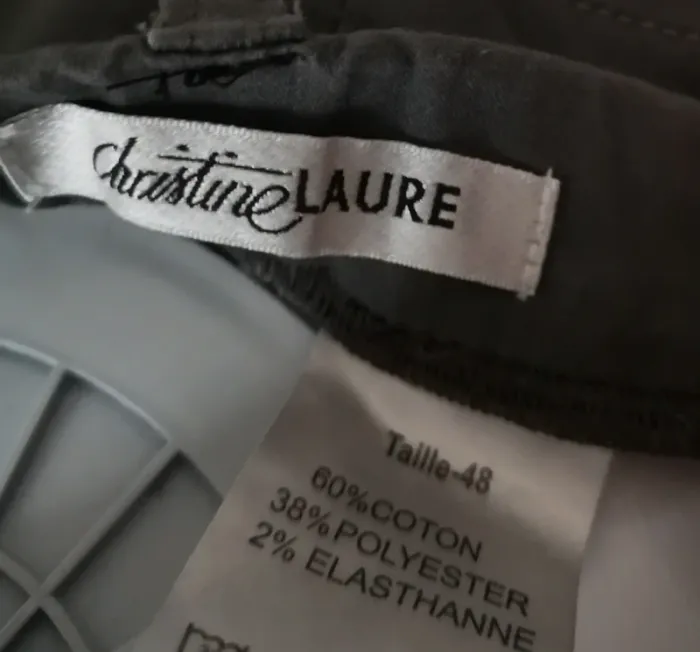 Christine LAURE
Taille-48
60%COTON
38%POLYESTER
2% ELASTHANNE